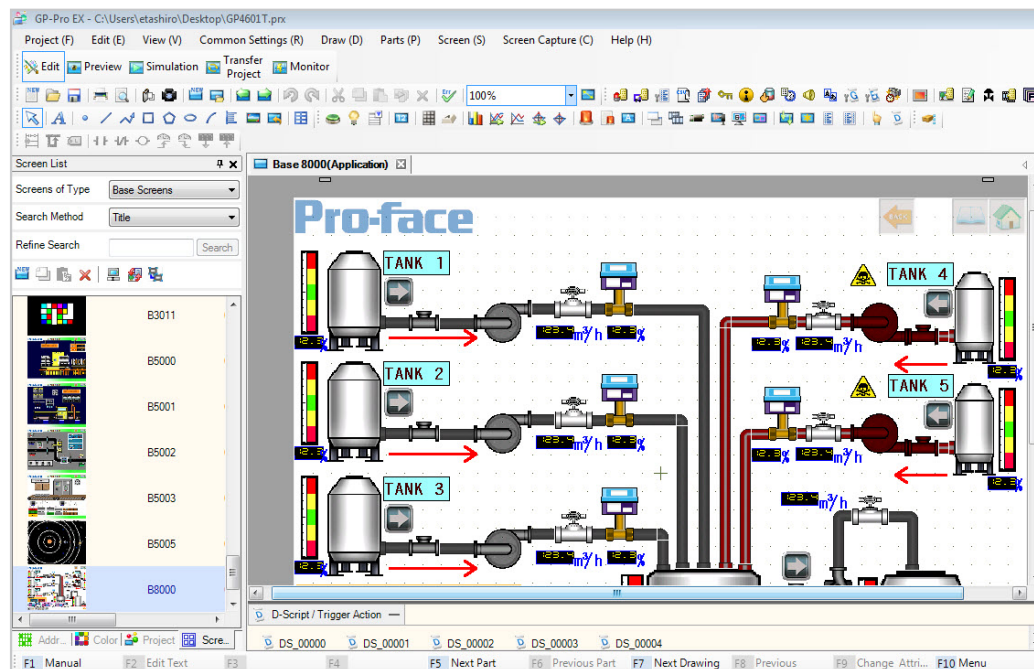 GP-Pro EX - C:\Users\etashiro\Desktop\GP4601T.prx
Project (F) Edit (E) View (V) Common Settings (R) Draw (D) Parts (P) Screen (S) Screen Capture (C) Help (H)
Edit Preview Simulation Transfer Project Monitor
100%
Screen List
Base 8000(Application)
Screens of Type Base Screens
Search Method Title
Refine Search Search
Pro-face
TANK 1
TANK 4
m³/h %
% m³/h
%
%
TANK 2
TANK 5
m³/h %
% m³/h
%
%
TANK 3
m³/h
m³/h %
%
B3011
B5000
B5001
B5002
B5003
B5005
B8000
D-Script / Trigger Action
Addr... Color Project Scre...
DS_00000 DS_00001 DS_00002 DS_00003 DS_00004
F1 Manual F2 Edit Text F3 F4 F5 Next Part F6 Previous Part F7 Next Drawing F8 Previous F9 Change Attri... F10 Menu